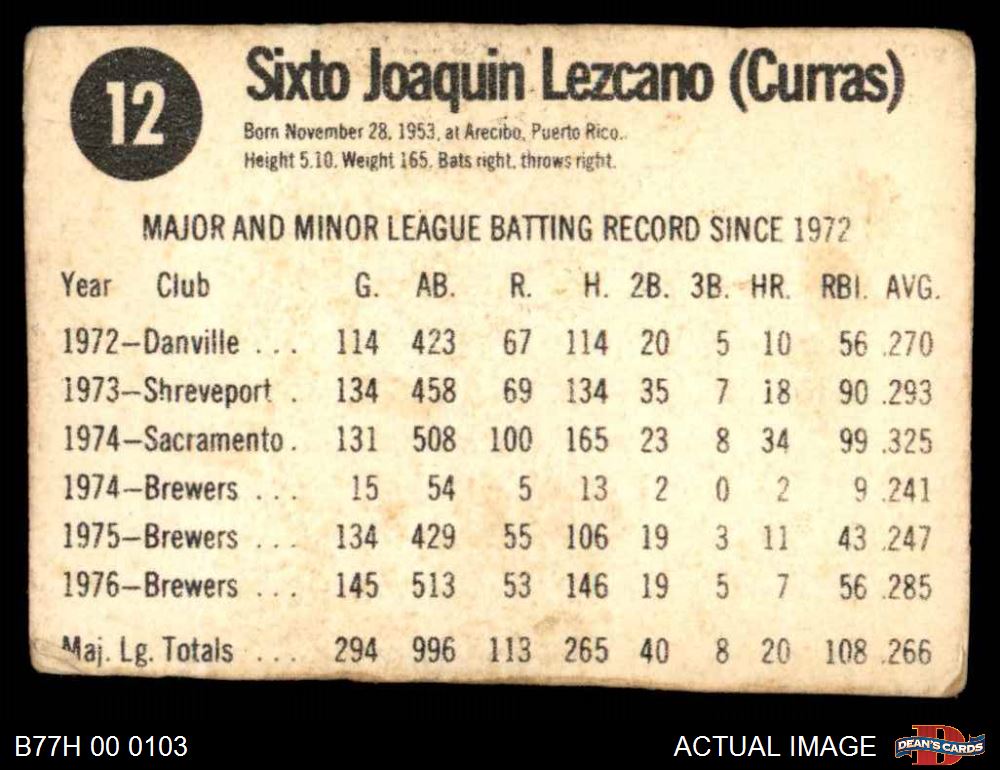 12
Sixto Joaquin Lezcano (Curras)
Born November 28, 1953, at Arecibo, Puerto Rico.
Height 5.10. Weight 165. Bats right, throws right.
MAJOR AND MINOR LEAGUE BATTING RECORD SINCE 1972
Year Club G. AB. R. H. 2B. 3B. HR. RBI. AVG.
1972—Danville ... 114 423 67 114 20 5 10 56 .270
1973—Shreveport . 134 458 69 134 35 7 18 90 .293
1974—Sacramento . 131 508 100 165 23 8 34 99 .325
1974—Brewers ... 15 54 5 13 2 0 2 9 .241
1975—Brewers ... 134 429 55 106 19 3 11 43 .247
1976—Brewers ... 145 513 53 146 19 5 7 56 .285
Maj. Lg. Totals ... 294 996 113 265 40 8 20 108 .266
B77H 00 0103
ACTUAL IMAGE
DEAN'S CARDS